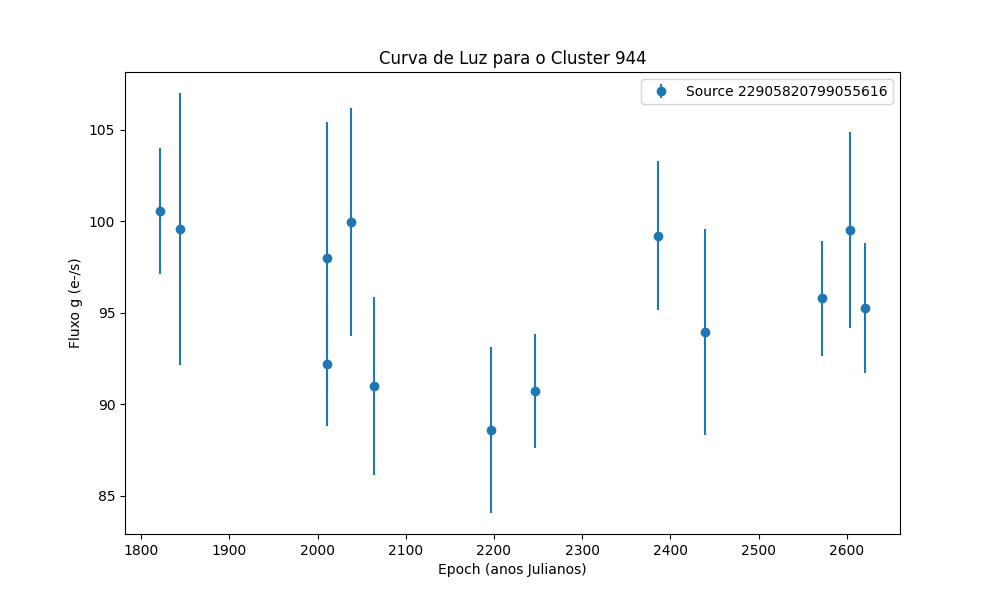 Curva de Luz para o Cluster 944
Source 22905820799055616
Fluxo g (e-/s)
105
100
95
90
85
1800 1900 2000 2100 2200 2300 2400 2500 2600
Epoch (anos Julianos)